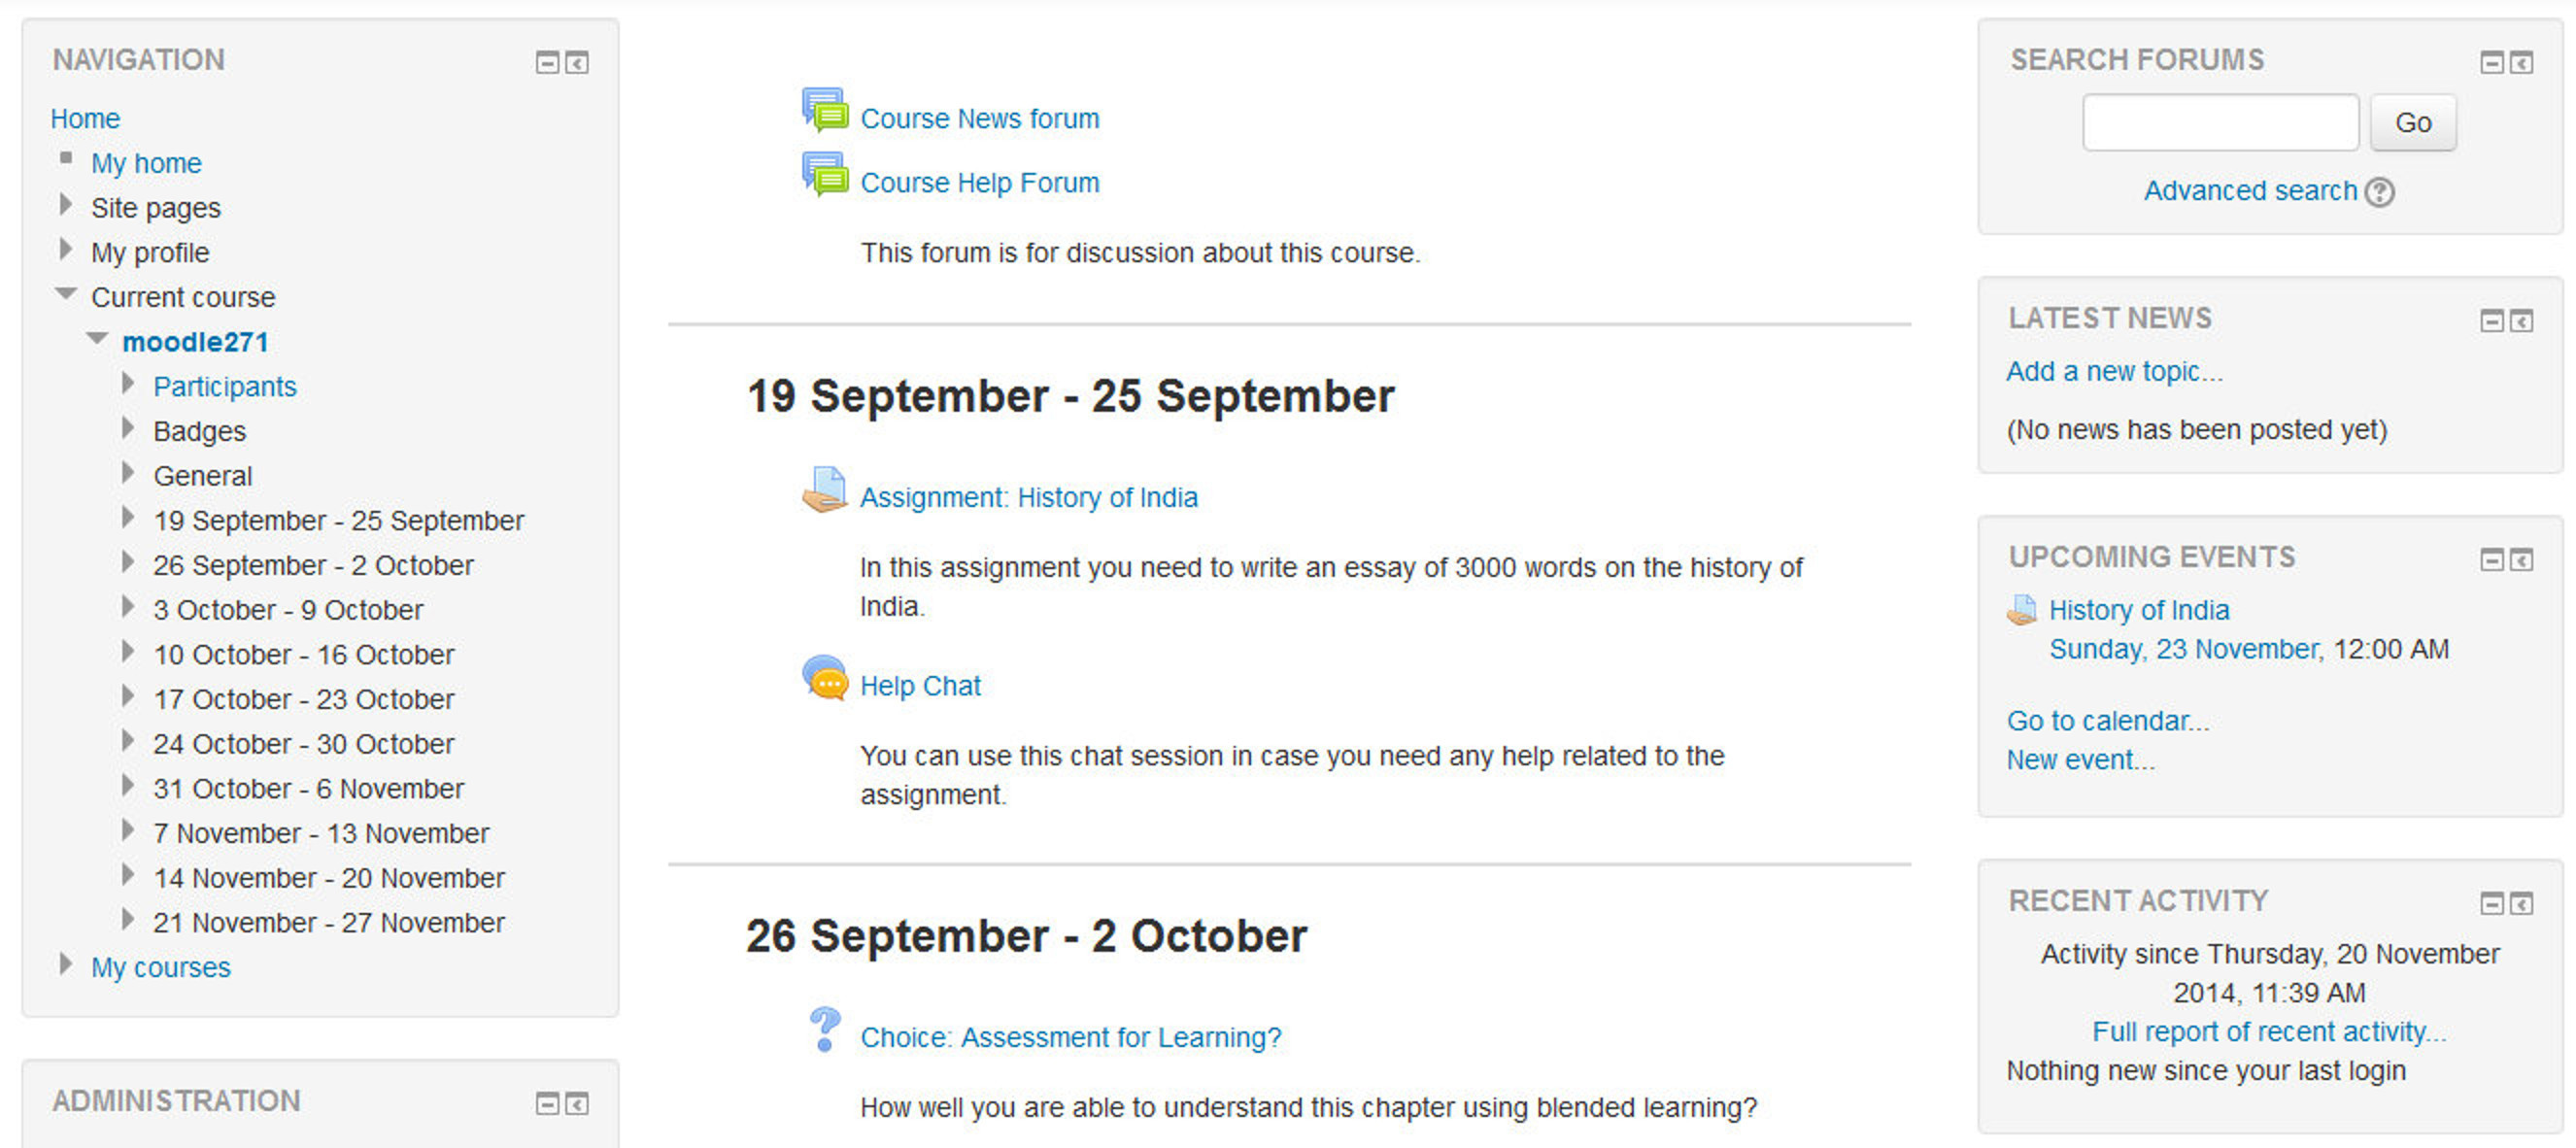 NAVIGATION
Home
My home
Site pages
My profile
Current course
moodle271
Participants
Badges
General
19 September - 25 September
26 September - 2 October
3 October - 9 October
10 October - 16 October
17 October - 23 October
24 October - 30 October
31 October - 6 November
7 November - 13 November
14 November - 20 November
21 November - 27 November
My courses
ADMINISTRATION
Course News forum
Course Help Forum
This forum is for discussion about this course.
19 September - 25 September
Assignment: History of India
In this assignment you need to write an essay of 3000 words on the history of
India.
Help Chat
You can use this chat session in case you need any help related to the
assignment.
26 September - 2 October
Choice: Assessment for Learning?
How well you are able to understand this chapter using blended learning?
SEARCH FORUMS
Go
Advanced search
LATEST NEWS
Add a new topic...
(No news has been posted yet)
UPCOMING EVENTS
History of India
Sunday, 23 November, 12:00 AM
Go to calendar...
New event...
RECENT ACTIVITY
Activity since Thursday, 20 November
2014, 11:39 AM
Full report of recent activity...
Nothing new since your last login